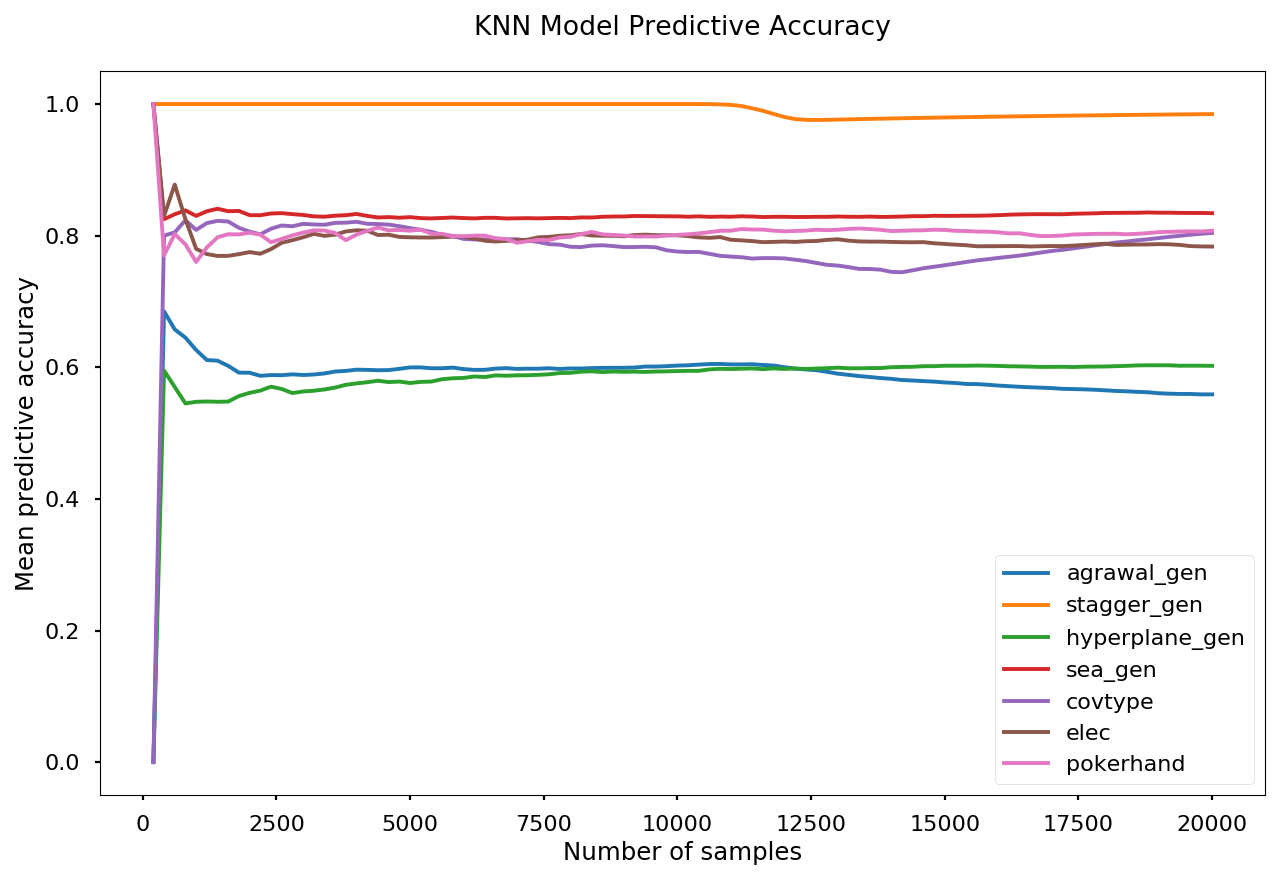 KNN Model Predictive Accuracy
Mean predictive accuracy
1.0
0.8
0.6
0.4
0.2
0.0
agrawal_gen
stagger_gen
hyperplane_gen
sea_gen
covtype
elec
pokerhand
0 2500 5000 7500 10000 12500 15000 17500 20000
Number of samples